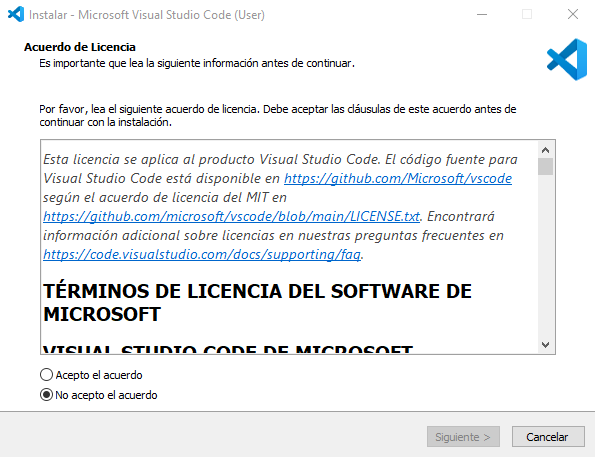 Instalar - Microsoft Visual Studio Code (User)
Acuerdo de Licencia
Es importante que lea la siguiente información antes de continuar.
Por favor, lea el siguiente acuerdo de licencia. Debe aceptar las cláusulas de este acuerdo antes de
continuar con la instalación.
Esta licencia se aplica al producto Visual Studio Code. El código fuente para
Visual Studio Code está disponible en https://github.com/Microsoft/vscode
según el acuerdo de licencia del MIT en
https://github.com/microsoft/vscode/blob/main/LICENSE.txt. Encontrará
información adicional sobre licencias en nuestras preguntas frecuentes en
https://code.visualstudio.com/docs/supporting/faq.
TÉRMINOS DE LICENCIA DEL SOFTWARE DE
MICROSOFT
VISUAL STUDIO CODE DE MICROSOFT
Acepto el acuerdo
No acepto el acuerdo
Siguiente >
Cancelar